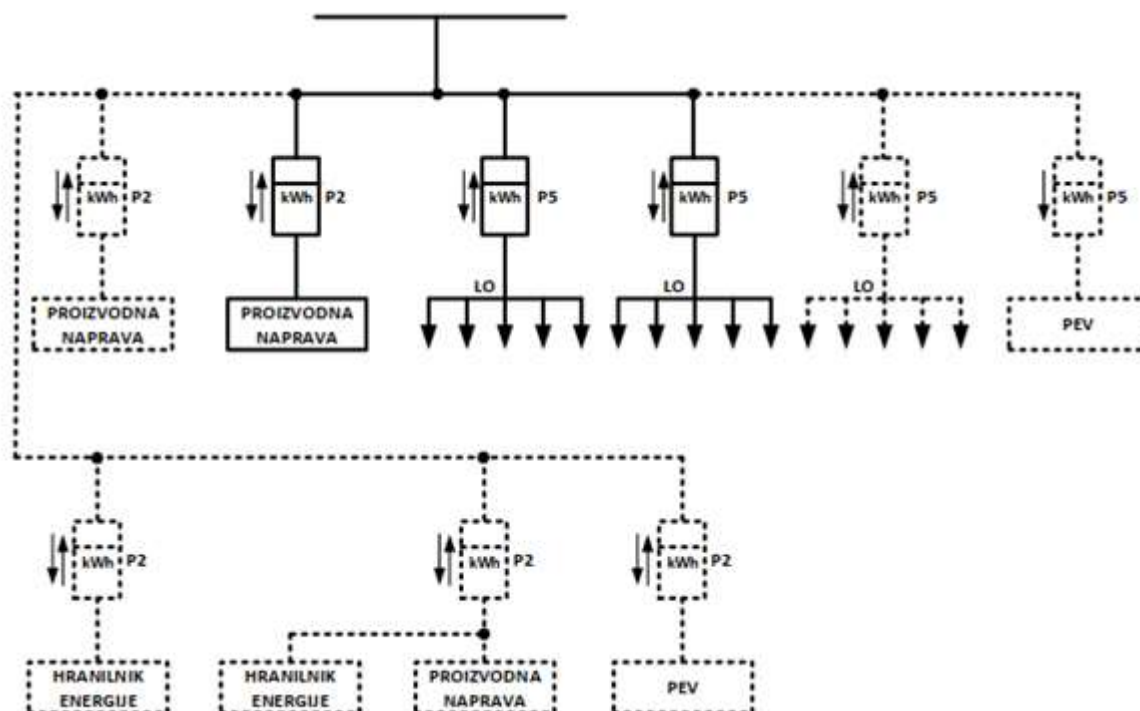 kWh P2
kWh P2
kWh P5
kWh P5
kWh P5
kWh P5
LO
LO
LO
PROIZVODNA
NAPRAVA
PROIZVODNA
NAPRAVA
PEV
kWh P2
kWh P2
kWh P2
HRANILNIK
ENERGIJE
HRANILNIK
ENERGIJE
PROIZVODNA
NAPRAVA
PEV